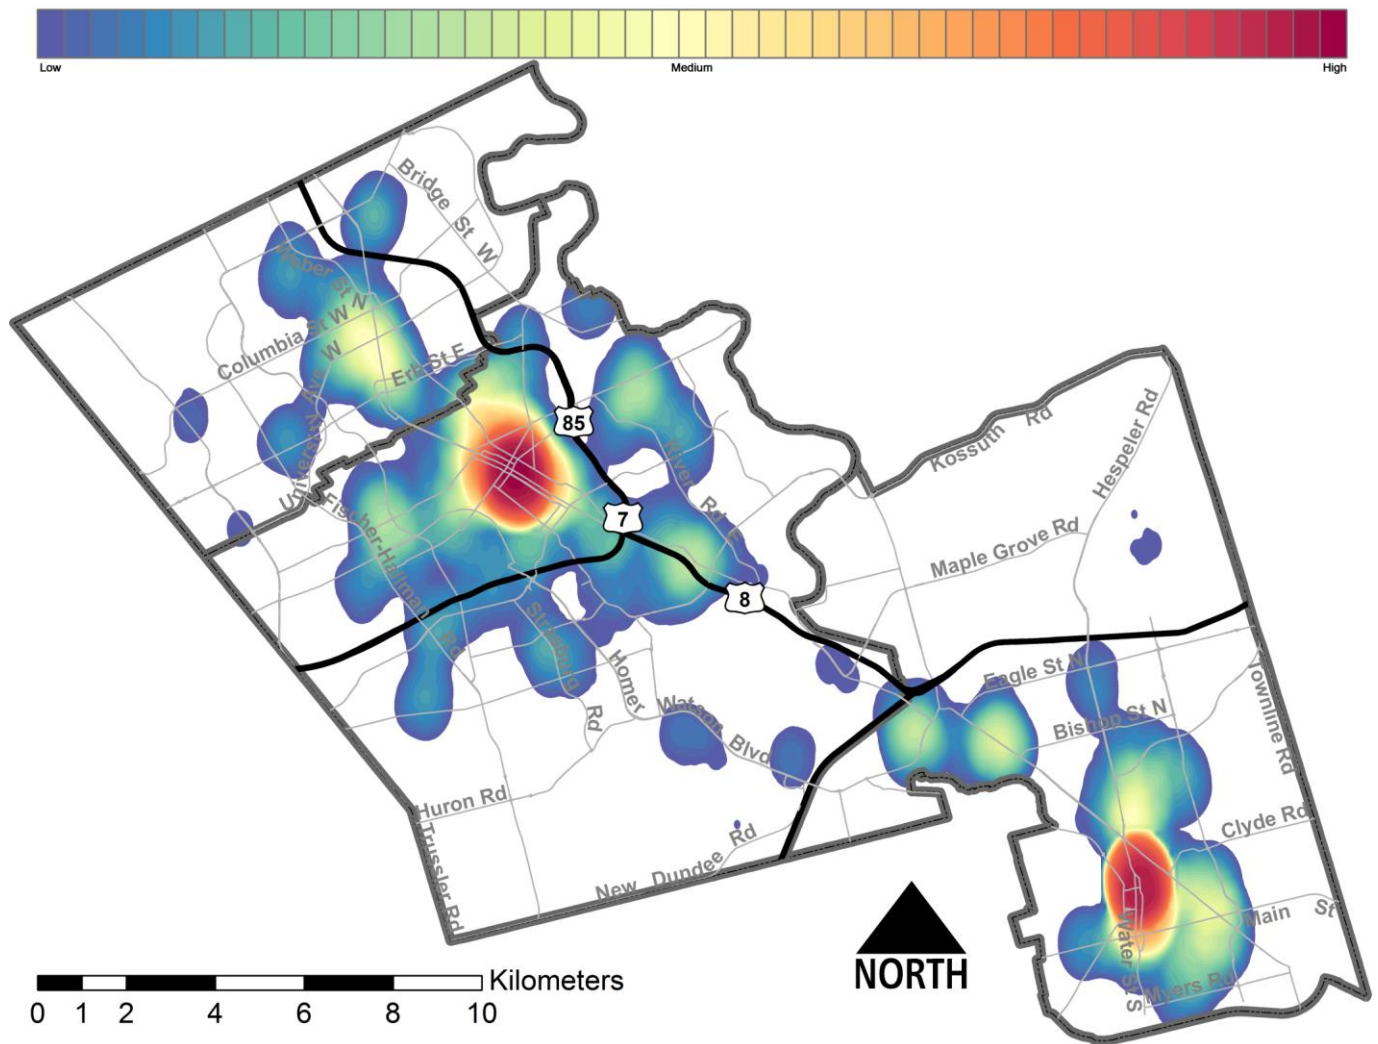 Low Medium High
Bridge St W
Weber St N
Columbia St W
University Ave W
Erb St E
85
Kossuth Rd
Hespeler Rd
River Rd E
Fischer-Hallman Rd
7
Maple Grove Rd
8
Strasburg Rd
Homer Watson Blvd
Eagle St N
Bishop St N
Townline Rd
Huron Rd
Trussler Rd
New Dundee Rd
Clyde Rd
Main St
Water St S
Myers Rd
NORTH
Kilometers
0 1 2 4 6 8 10